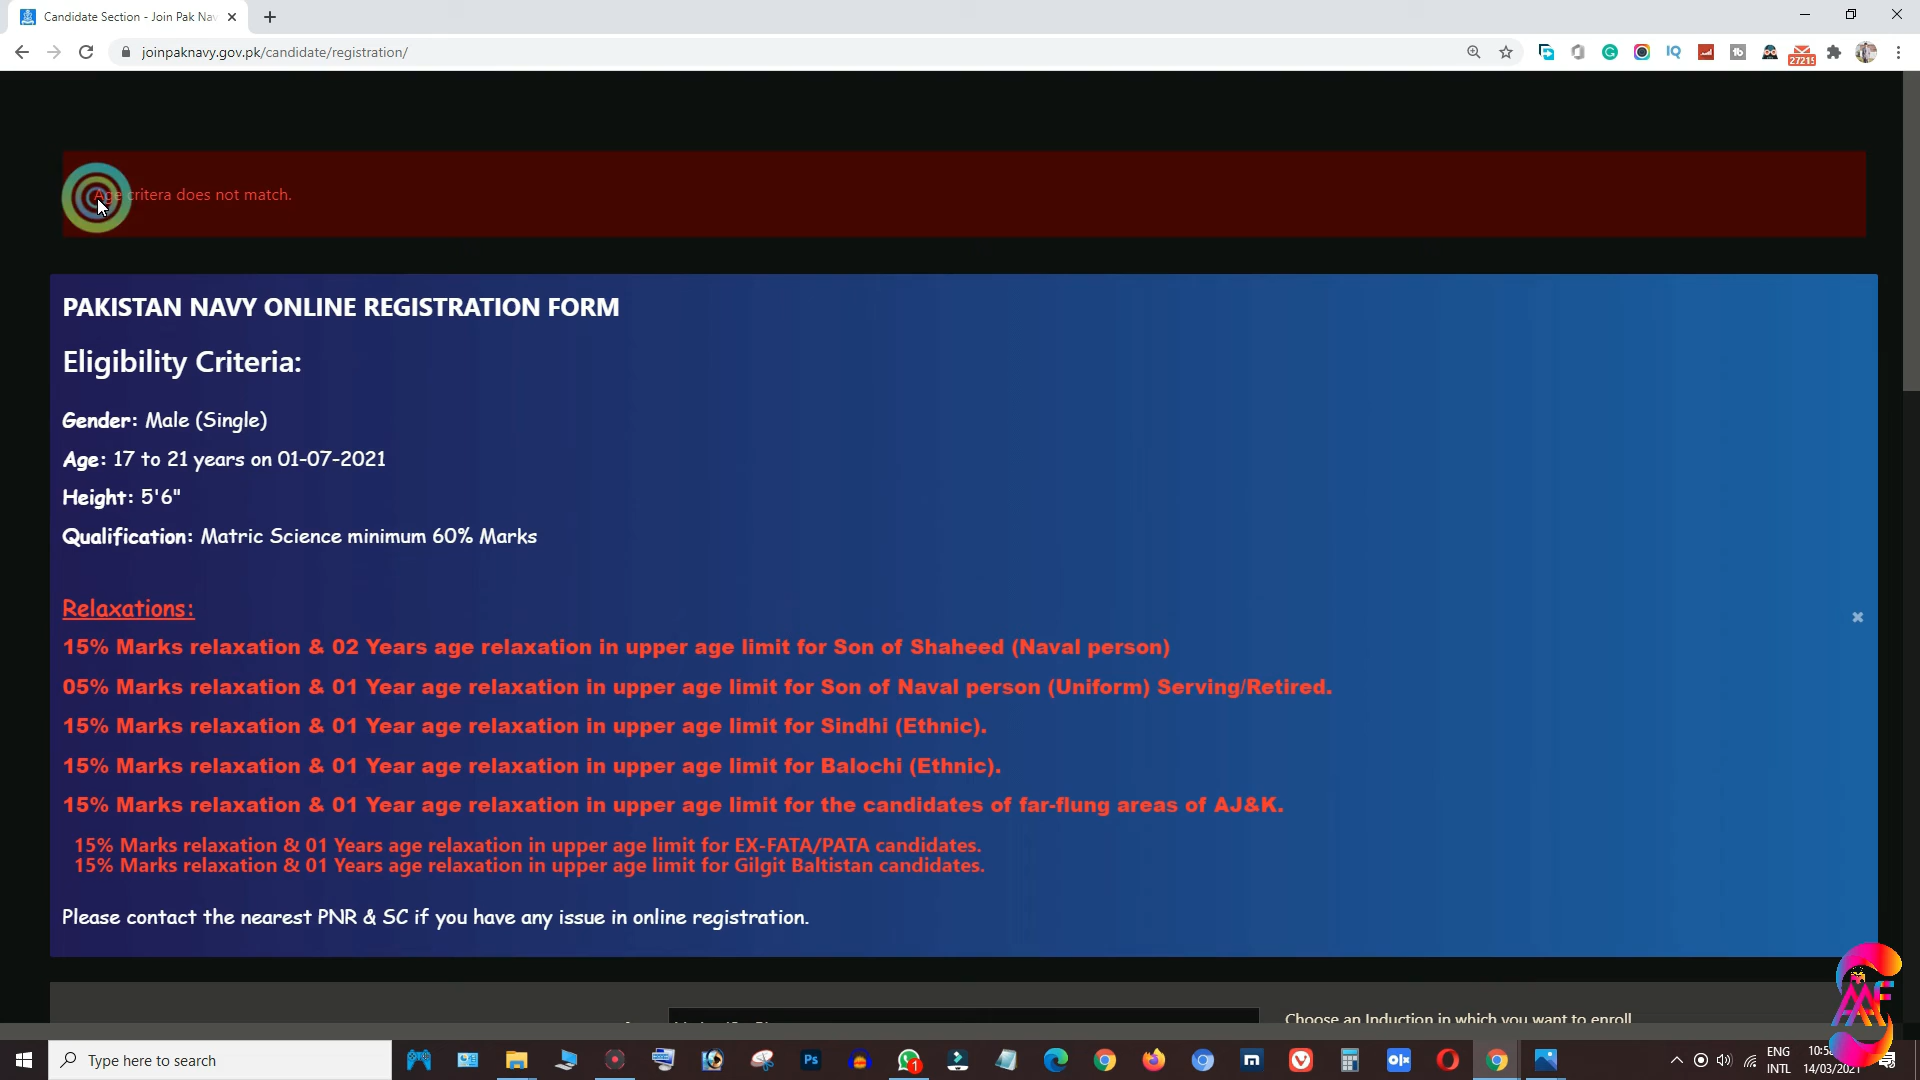 Candidate Section - Join Pak Nav
joinpaknavy.gov.pk/candidate/registration/
27215
Age critera does not match.
PAKISTAN NAVY ONLINE REGISTRATION FORM
Eligibility Criteria:
Gender: Male (Single)
Age: 17 to 21 years on 01-07-2021
Height: 5'6"
Qualification: Matric Science minimum 60% Marks
Relaxations:
15% Marks relaxation & 02 Years age relaxation in upper age limit for Son of Shaheed (Naval person)
05% Marks relaxation & 01 Year age relaxation in upper age limit for Son of Naval person (Uniform) Serving/Retired.
15% Marks relaxation & 01 Year age relaxation in upper age limit for Sindhi (Ethnic).
15% Marks relaxation & 01 Year age relaxation in upper age limit for Balochi (Ethnic).
15% Marks relaxation & 01 Year age relaxation in upper age limit for the candidates of far-flung areas of AJ&K.
15% Marks relaxation & 01 Years age relaxation in upper age limit for EX-FATA/PATA candidates.
15% Marks relaxation & 01 Years age relaxation in upper age limit for Gilgit Baltistan candidates.
Please contact the nearest PNR & SC if you have any issue in online registration.
Choose an Induction in which you want to enroll
Type here to search
ENG
INTL
14/03/2021